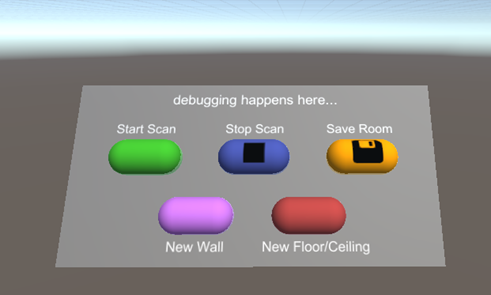 debugging happens here...
Start Scan
Stop Scan
Save Room
New Wall
New Floor/Ceiling